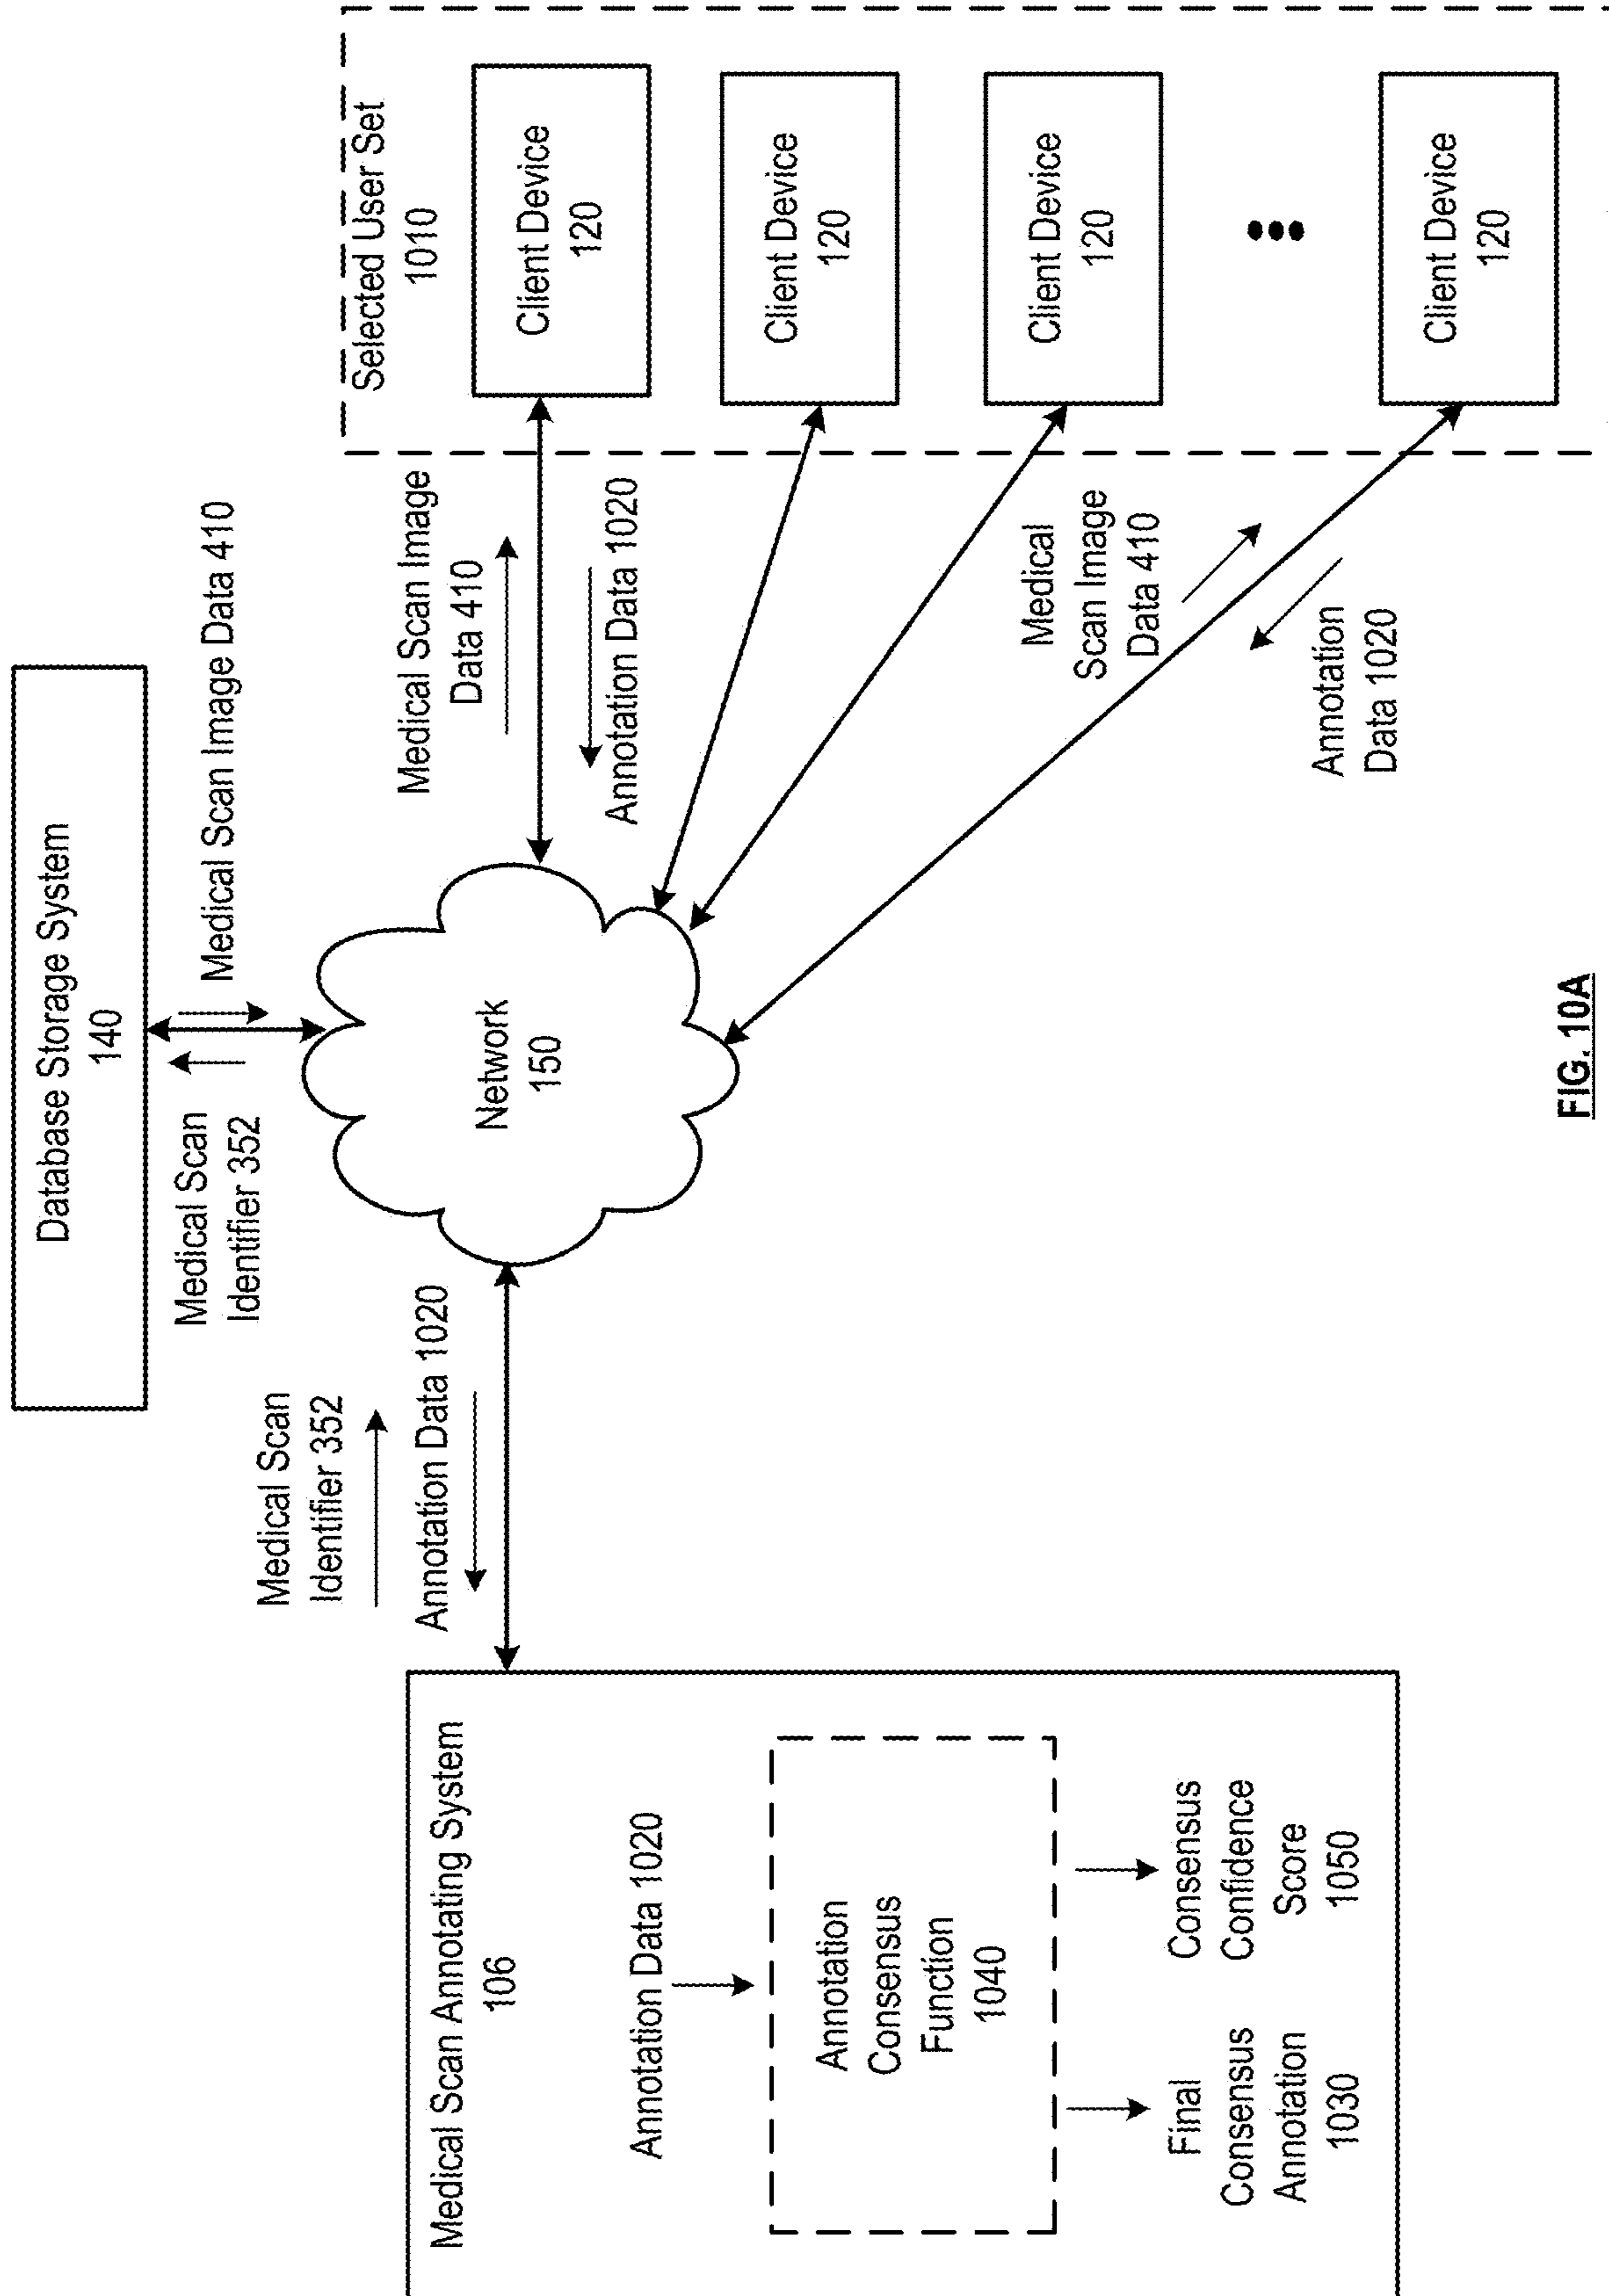 Database Storage System
140
Medical Scan
Identifier 352
Medical Scan Image Data 410
Medical Scan
Identifier 352
Annotation Data 1020
Network
150
Medical Scan Image
Data 410
Annotation Data 1020
Medical
Scan Image
Data 410
Annotation
Data 1020
Selected User Set
1010
Client Device
120
Client Device
120
Client Device
120
Client Device
120
Medical Scan Annotating System
106
Annotation Data 1020
Annotation
Consensus
Function
1040
Final
Consensus
Annotation
1030
Consensus
Confidence
Score
1050
FIG. 10A